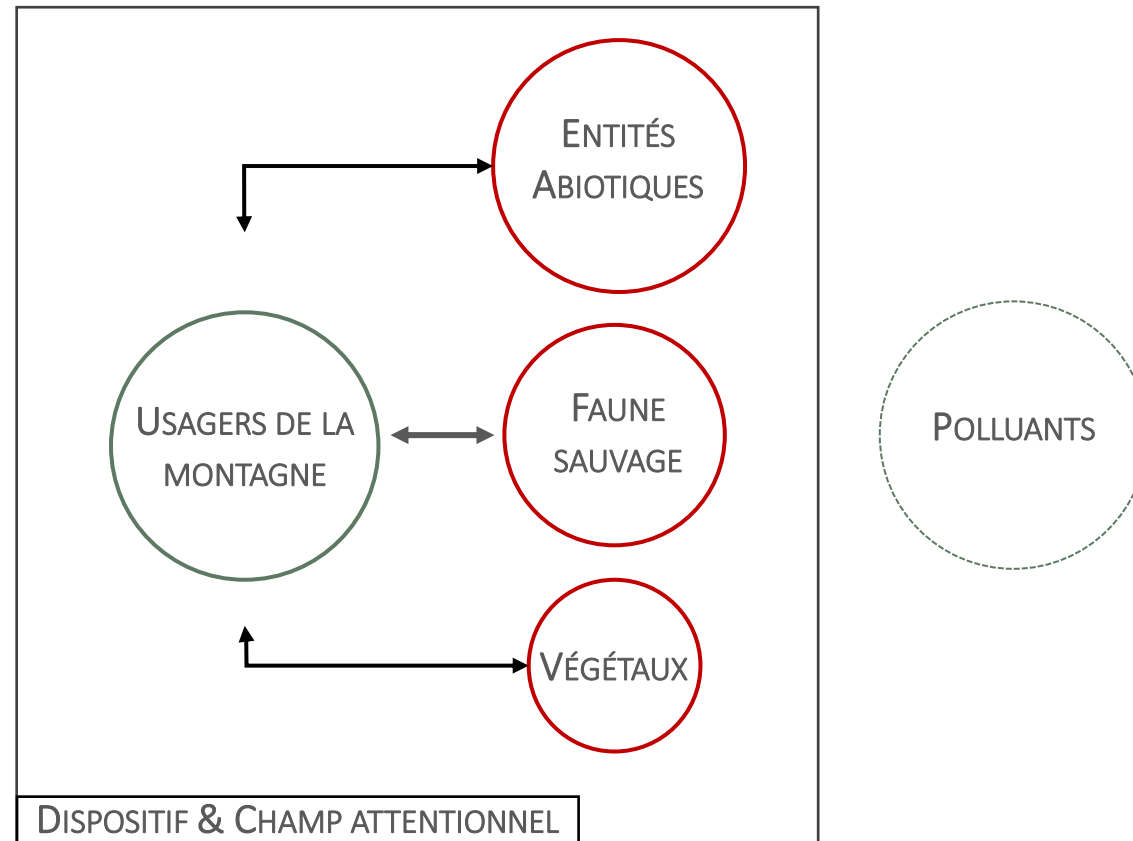 ENTITÉS
ABIOTIQUES
USAGERS DE LA
MONTAGNE
FAUNE
SAUVAGE
POLLUANTS
VÉGÉTAUX
DISPOSITIF & CHAMP ATTENTIONNEL